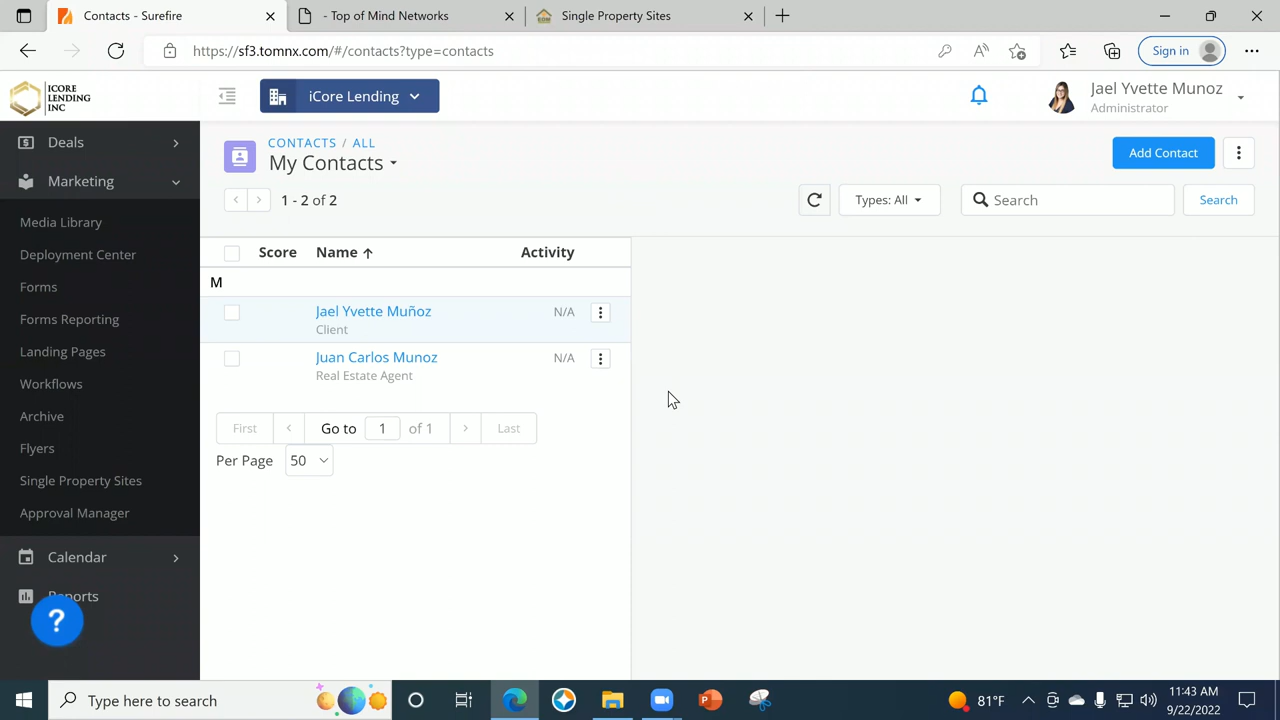 Contacts - Surefire
- Top of Mind Networks
Single Property Sites
https://sf3.tomnx.com/#/contacts?type=contacts
Sign in
ICORE
LENDING
INC
iCore Lending
Jael Yvette Munoz
Administrator
Deals
Marketing
Media Library
Deployment Center
Forms
Forms Reporting
Landing Pages
Workflows
Archive
Flyers
Single Property Sites
Approval Manager
Calendar
Reports
?
CONTACTS / ALL
My Contacts
Add Contact
1 - 2 of 2
Types: All
Search
Search
Score Name Activity
M
Jael Yvette Muñoz N/A
Client
Juan Carlos Munoz N/A
Real Estate Agent
First Go to 1 of 1 Last
Per Page 50
Type here to search
81°F
11:43 AM
9/22/2022